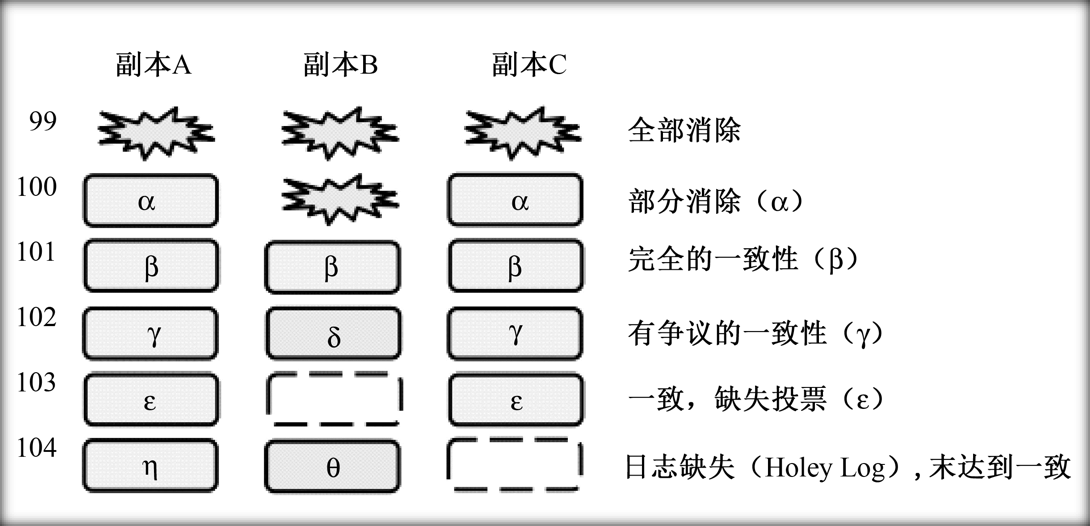 副本A 副本B 副本C
99 全部消除
100 α α 部分消除（α）
101 β β β 完全的一致性（β）
102 γ δ γ 有争议的一致性（γ）
103 ε ε 一致，缺失投票（ε）
104 η θ 日志缺失（Holey Log）,末达到一致